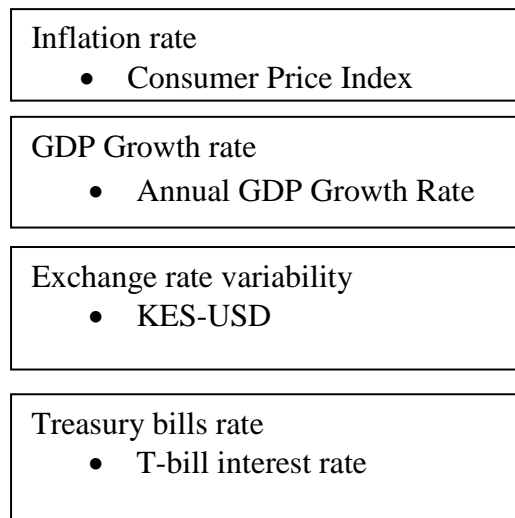 Inflation rate
• Consumer Price Index
GDP Growth rate
• Annual GDP Growth Rate
Exchange rate variability
• KES-USD
Treasury bills rate
• T-bill interest rate